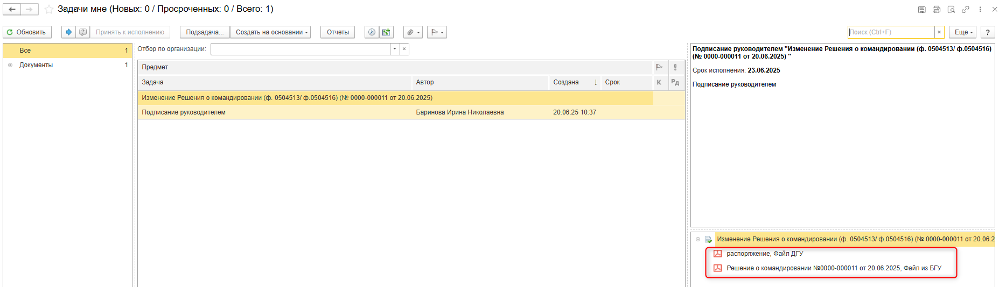 Задачи мне (Новых: 0 / Просроченных: 0 / Всего: 1)
Обновить
Принять к исполнению
Подзадача...
Создать на основании
Отчеты
Поиск (Ctrl+F)
×
Еще
?
Все 1
Документы 1
Отбор по организации:
×
Предмет
Задача Автор Создана ↓ Срок К Рд
Изменение Решения о командировании (ф. 0504513/ ф.0504516) (№ 0000-000011 от 20.06.2025)
Подписание руководителем Баринова Ирина Николаевна 20.06.25 10:37
Подписание руководителем "Изменение Решения о командировании (ф. 0504513/ ф.0504516)
(№ 0000-000011 от 20.06.2025) "
Срок исполнения: 23.06.2025
Подписание руководителем
Изменение Решения о командировании (ф. 0504513/ ф.0504516) (№ 0000-000011 от 20.06.2
распоряжение, Файл ДГУ
Решение о командировании №0000-000011 от 20.06.2025, Файл из БГУ